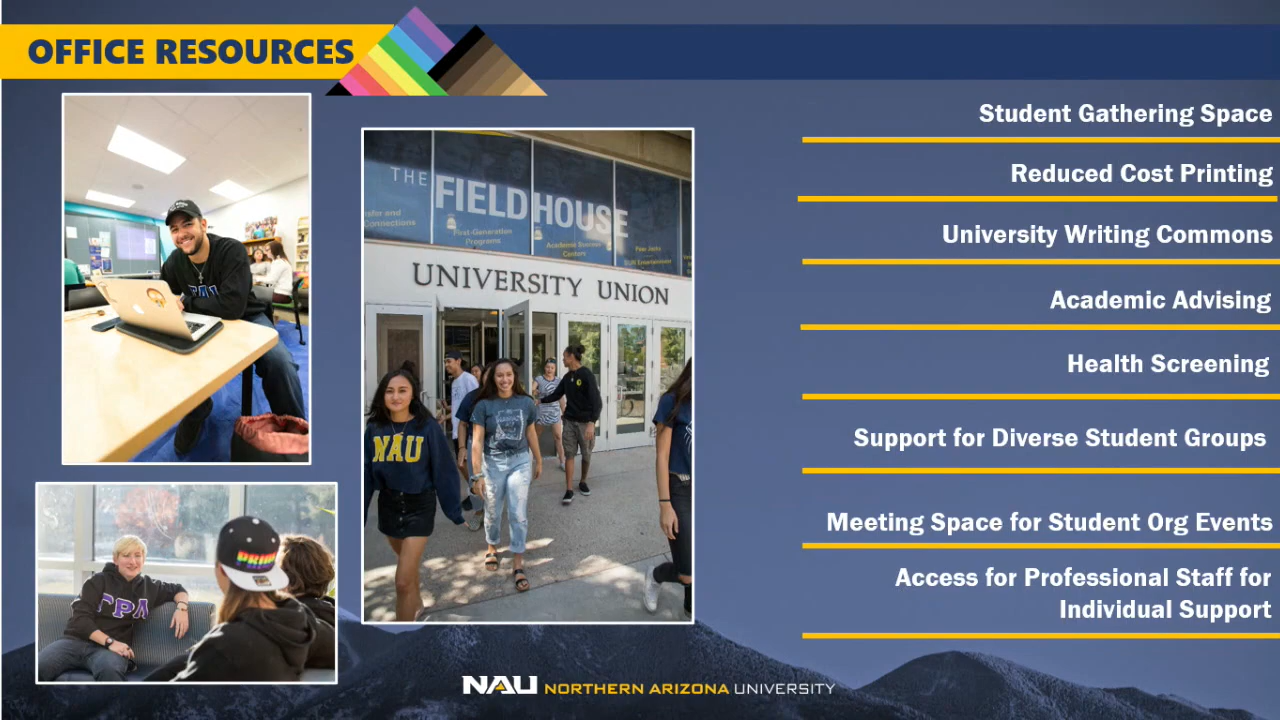 OFFICE RESOURCES
THE FIELDHOUSE
First-Generation
Programs
Academic Success
Centers
UNIVERSITY UNION
NAU
PRIDE
Student Gathering Space
Reduced Cost Printing
University Writing Commons
Academic Advising
Health Screening
Support for Diverse Student Groups
Meeting Space for Student Org Events
Access for Professional Staff for
Individual Support
NAU NORTHERN ARIZONA UNIVERSITY